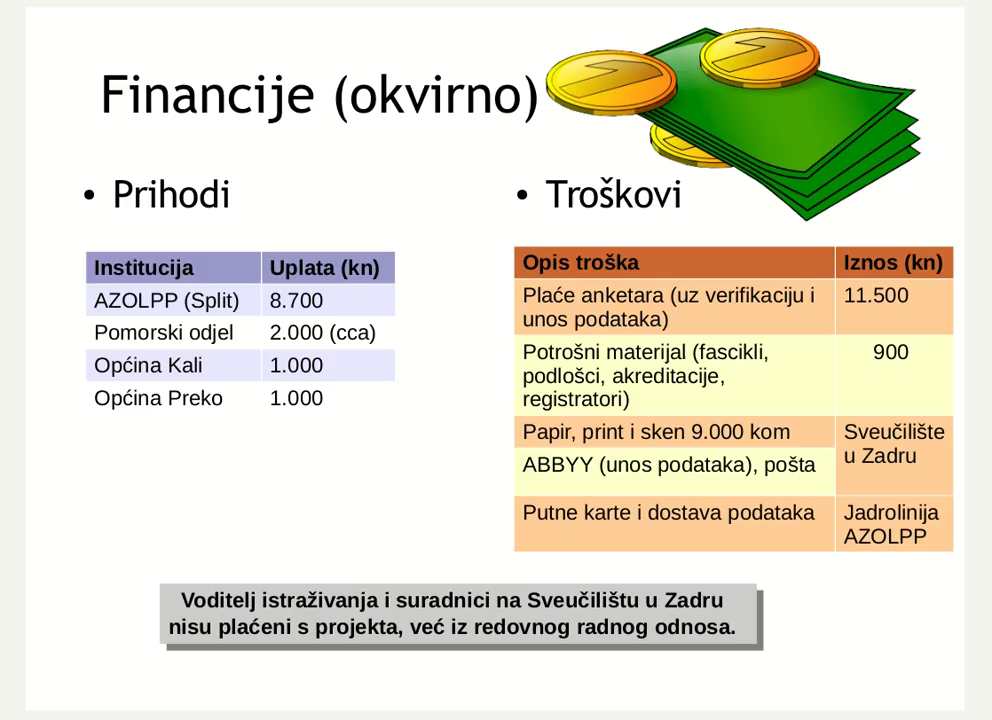 Financije (okvirno)
• Prihodi
Institucija Uplata (kn)
AZOLPP (Split) 8.700
Pomorski odjel 2.000 (cca)
Općina Kali 1.000
Općina Preko 1.000
• Troškovi
Opis troška Iznos (kn)
Plaće anketara (uz verifikaciju i 11.500
unos podataka)
Potrošni materijal (fascikli, 900
podlošci, akreditacije,
registratori)
Papir, print i sken 9.000 kom Sveučilište
u Zadru
ABBYY (unos podataka), pošta
Putne karte i dostava podataka Jadrolinija
AZOLPP
Voditelj istraživanja i suradnici na Sveučilištu u Zadru
nisu plaćeni s projekta, već iz redovnog radnog odnosa.